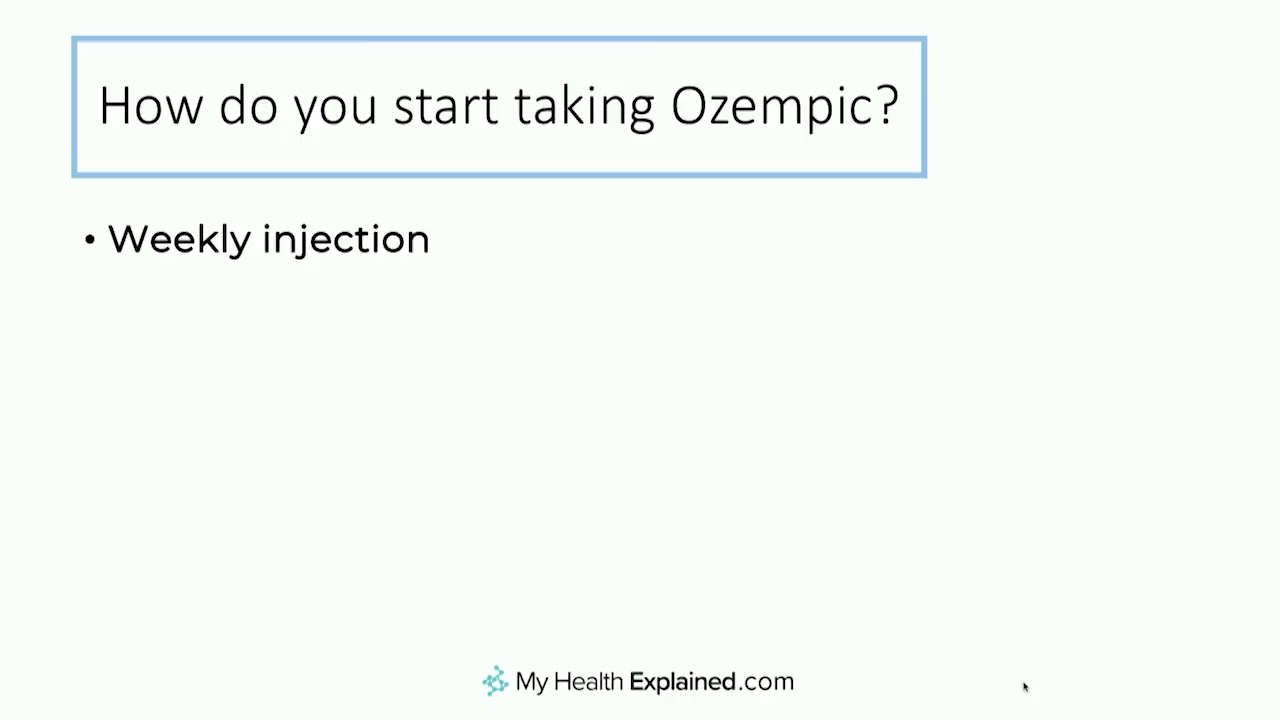 How do you start taking Ozempic?
• Weekly injection
My Health Explained.com